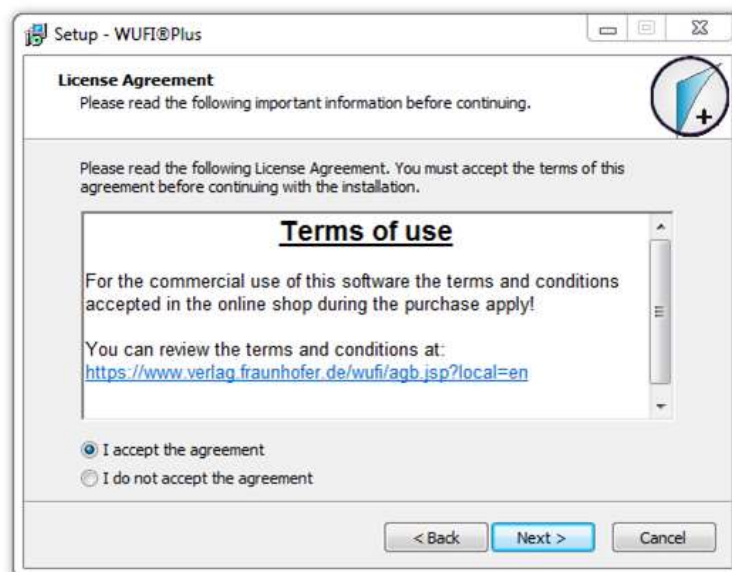 Setup - WUFI®Plus
License Agreement
Please read the following important information before continuing.
+
Please read the following License Agreement. You must accept the terms of this
agreement before continuing with the installation.
Terms of use
For the commercial use of this software the terms and conditions
accepted in the online shop during the purchase apply!
You can review the terms and conditions at:
https://www.verlag.fraunhofer.de/wufi/agb.jsp?local=en
I accept the agreement
I do not accept the agreement
< Back
Next >
Cancel